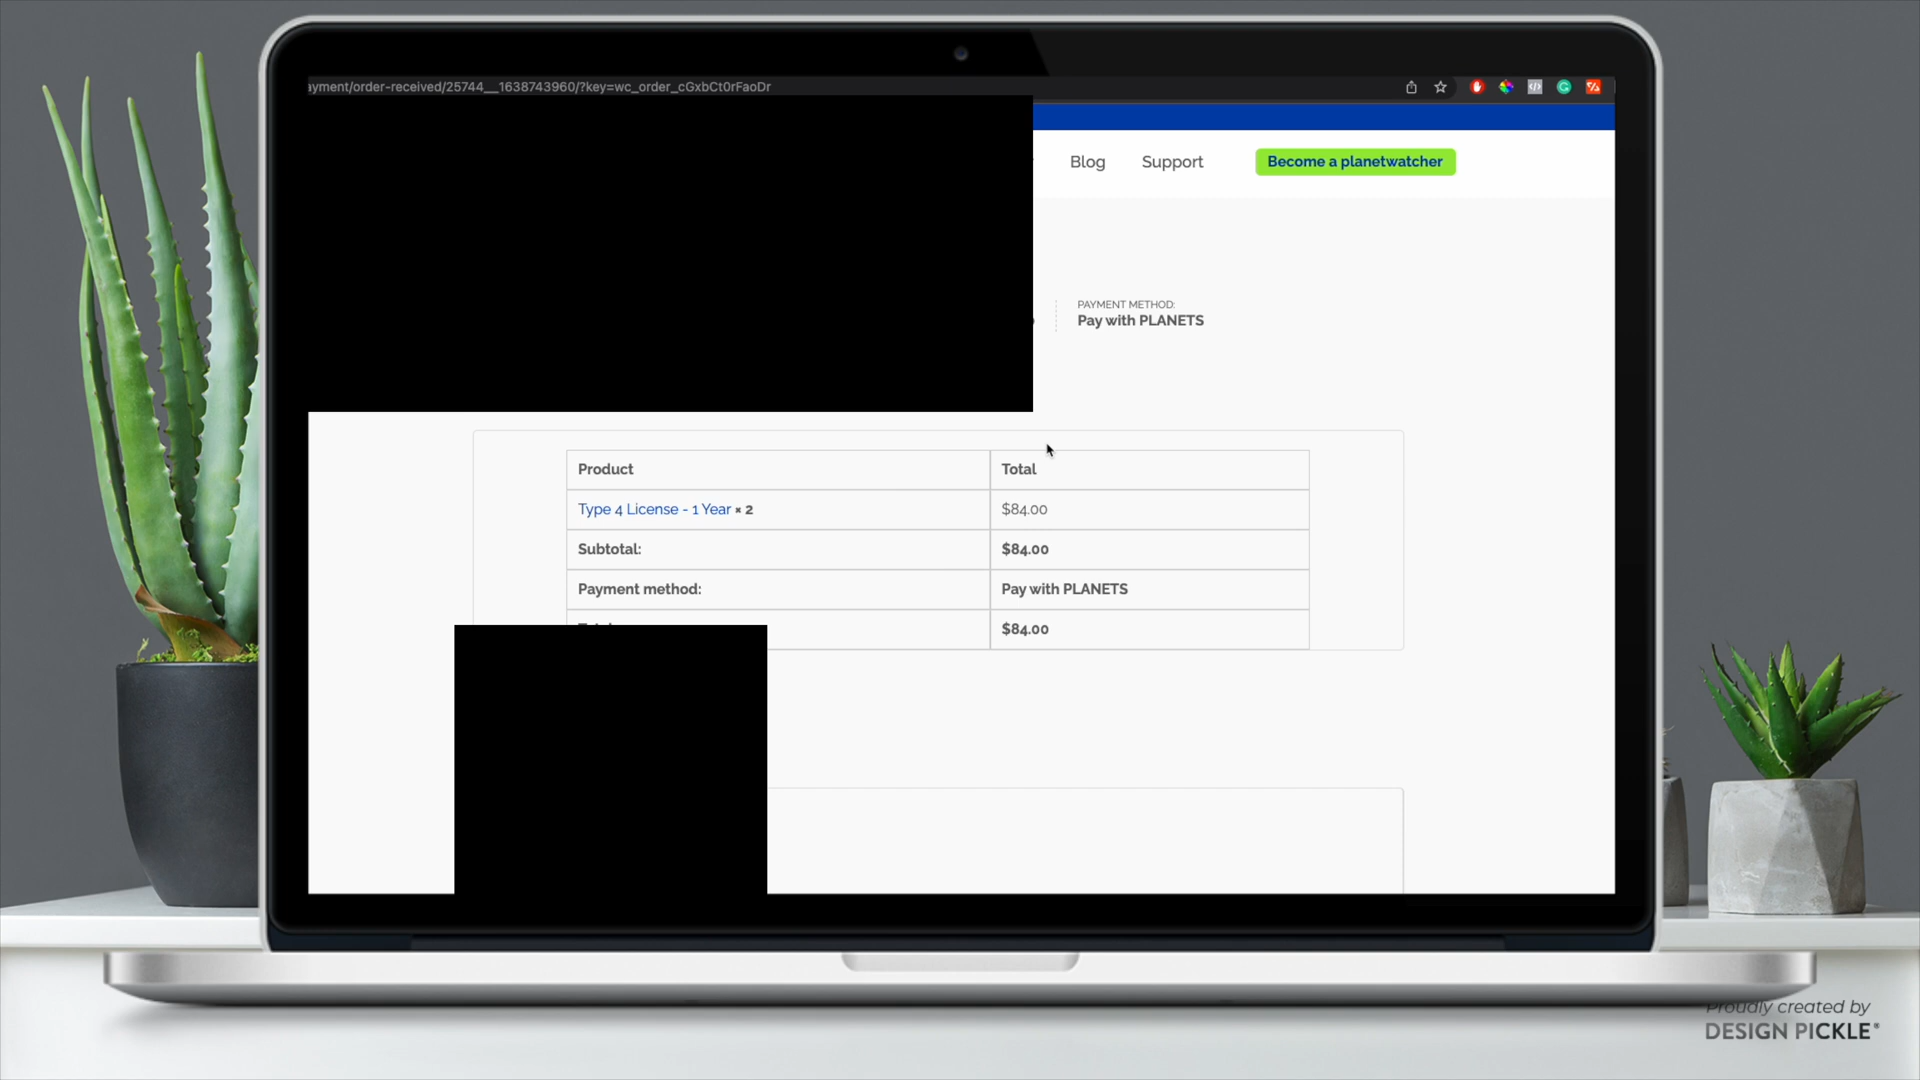 ayment/order-received/25744__1638743960/?key=wc_order_cGxbCt0rFaoDr
Blog Support Become a planetwatcher
PAYMENT METHOD:
Pay with PLANETS
Product Total
Type 4 License - 1 Year × 2 $84.00
Subtotal: $84.00
Payment method: Pay with PLANETS
$84.00
Proudly created by
DESIGN PICKLE®